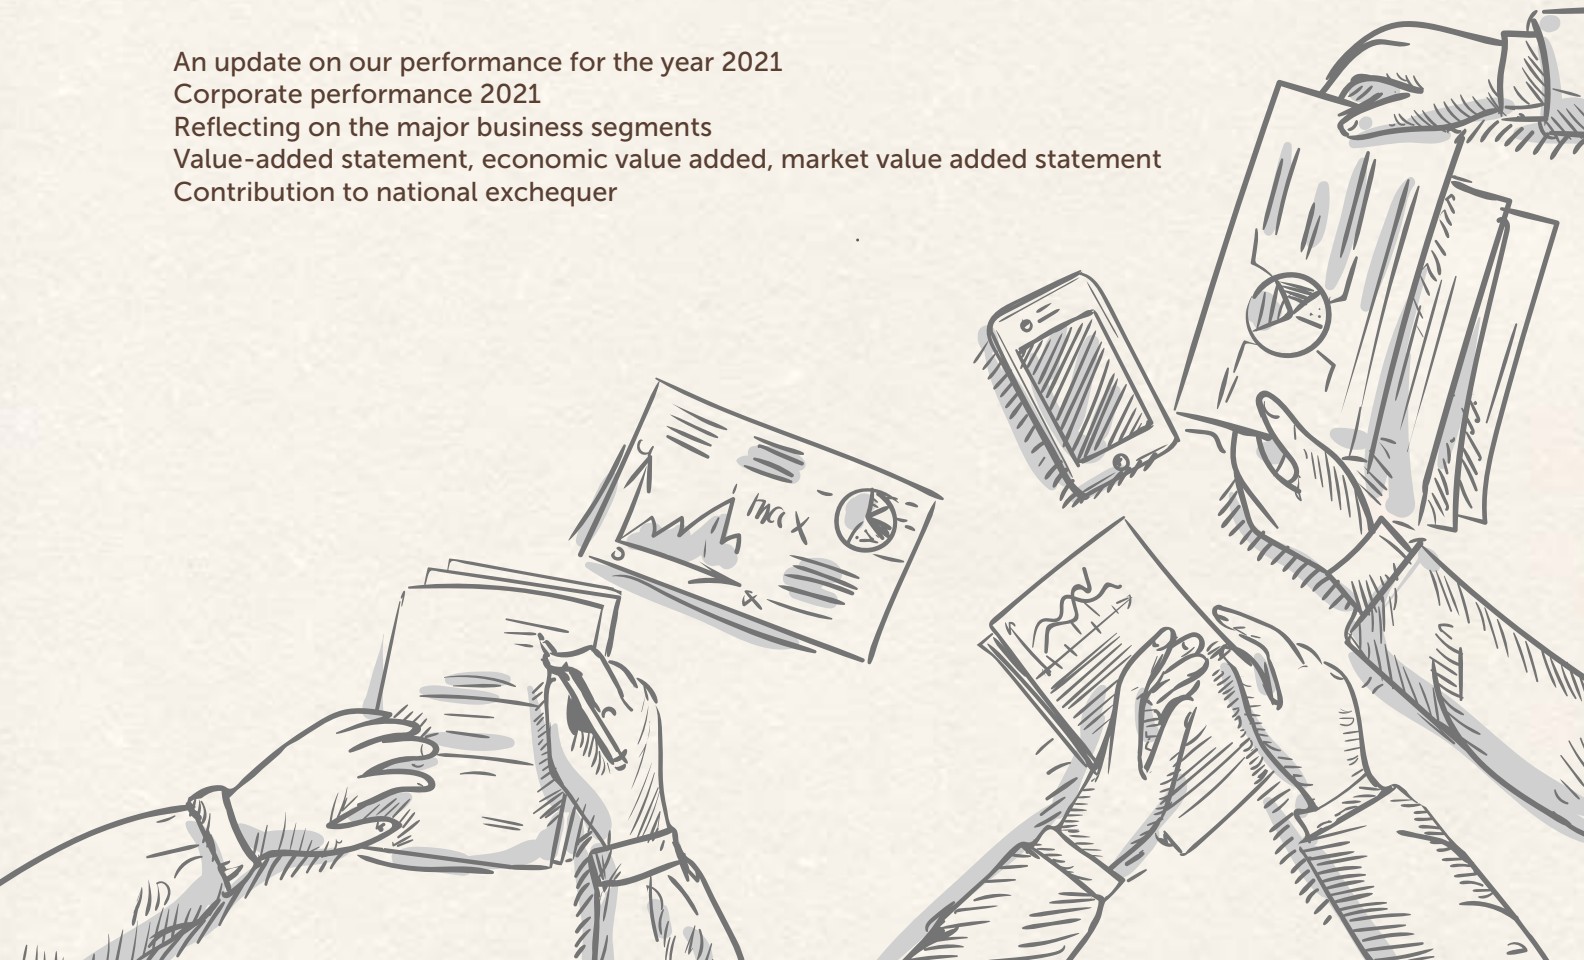 An update on our performance for the year 2021
Corporate performance 2021
Reflecting on the major business segments
Value-added statement, economic value added, market value added statement
Contribution to national exchequer
max